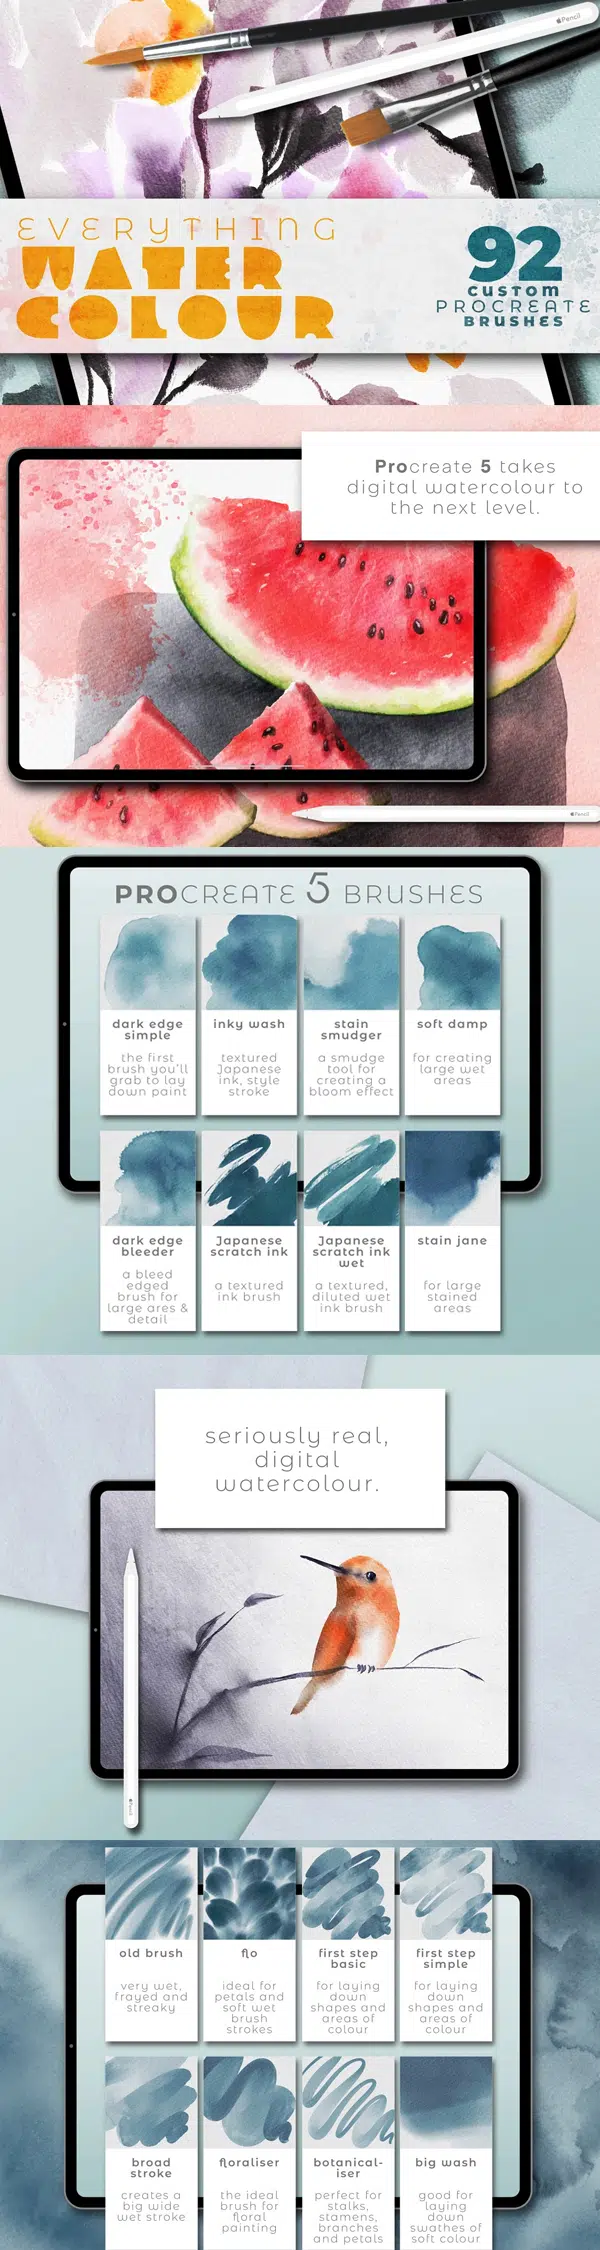 Pencil
EVERYTHING
WATER
COLOUR
92
CUSTOM
PROCREATE
BRUSHES
Procreate 5 takes
digital watercolour to
the next level.
Pencil
PROCREATE 5 BRUSHES
dark edge
simple
the first
brush you'll
grab to lay
down paint
inky wash
textured
Japanese
ink, style
stroke
stain
smudger
a smudge
tool for
creating a
bloom effect
soft damp
for creating
large wet
areas
dark edge
bleeder
a bleed
edged
brush for
large ares &
detail
Japanese
scratch ink
a textured
ink brush
Japanese
scratch ink
wet
a textured,
diluted wet
ink brush
stain jane
for large
stained
areas
seriously real,
digital
watercolour.
Pencil
old brush
very wet,
frayed and
streaky
flo
ideal for
petals and
soft wet
brush
strokes
first step
basic
for laying
down
shapes and
areas of
colour
first step
simple
for laying
down
shapes and
areas of
colour
broad
stroke
creates a
big wide
wet stroke
floraliser
the ideal
brush for
floral
painting
botanical-
iser
perfect for
stalks,
stamens,
branches
and petals
big wash
good for
laying
down
swathes of
soft colour